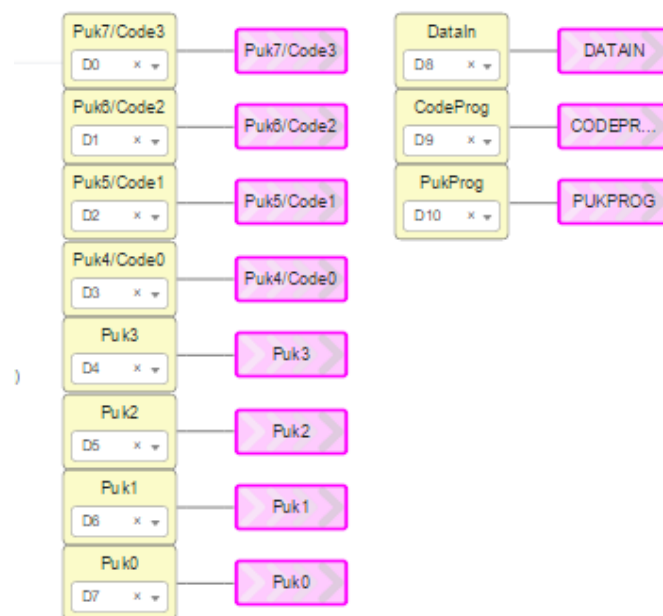 Puk7/Code3
D0 × ▾
Puk7/Code3
Puk6/Code2
D1 × ▾
Puk6/Code2
Puk5/Code1
D2 × ▾
Puk5/Code1
Puk4/Code0
D3 × ▾
Puk4/Code0
Puk3
D4 × ▾
Puk3
)
Puk2
D5 × ▾
Puk2
Puk1
D6 × ▾
Puk1
Puk0
D7 × ▾
Puk0
DataIn
D8 × ▾
DATAIN
CodeProg
D9 × ▾
CODEPR...
PukProg
D10 × ▾
PUKPROG